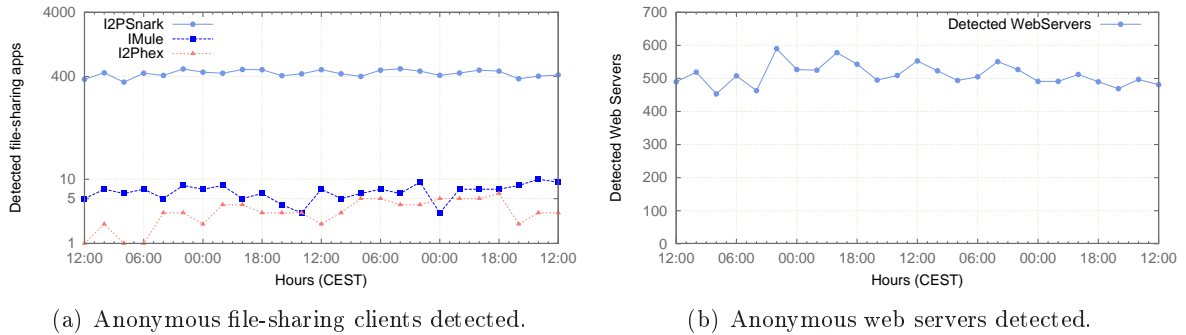 4000
400
10
5
1
Detected file-sharing apps
I2PSnark
IMule
I2Phex
12:00 06:00 00:00 18:00 12:00 06:00 00:00 18:00 12:00
Hours (CEST)
(a) Anonymous file-sharing clients detected.
700
600
500
400
300
200
100
0
Detected Web Servers
Detected WebServers
12:00 06:00 00:00 18:00 12:00 06:00 00:00 18:00 12:00
Hours (CEST)
(b) Anonymous web servers detected.